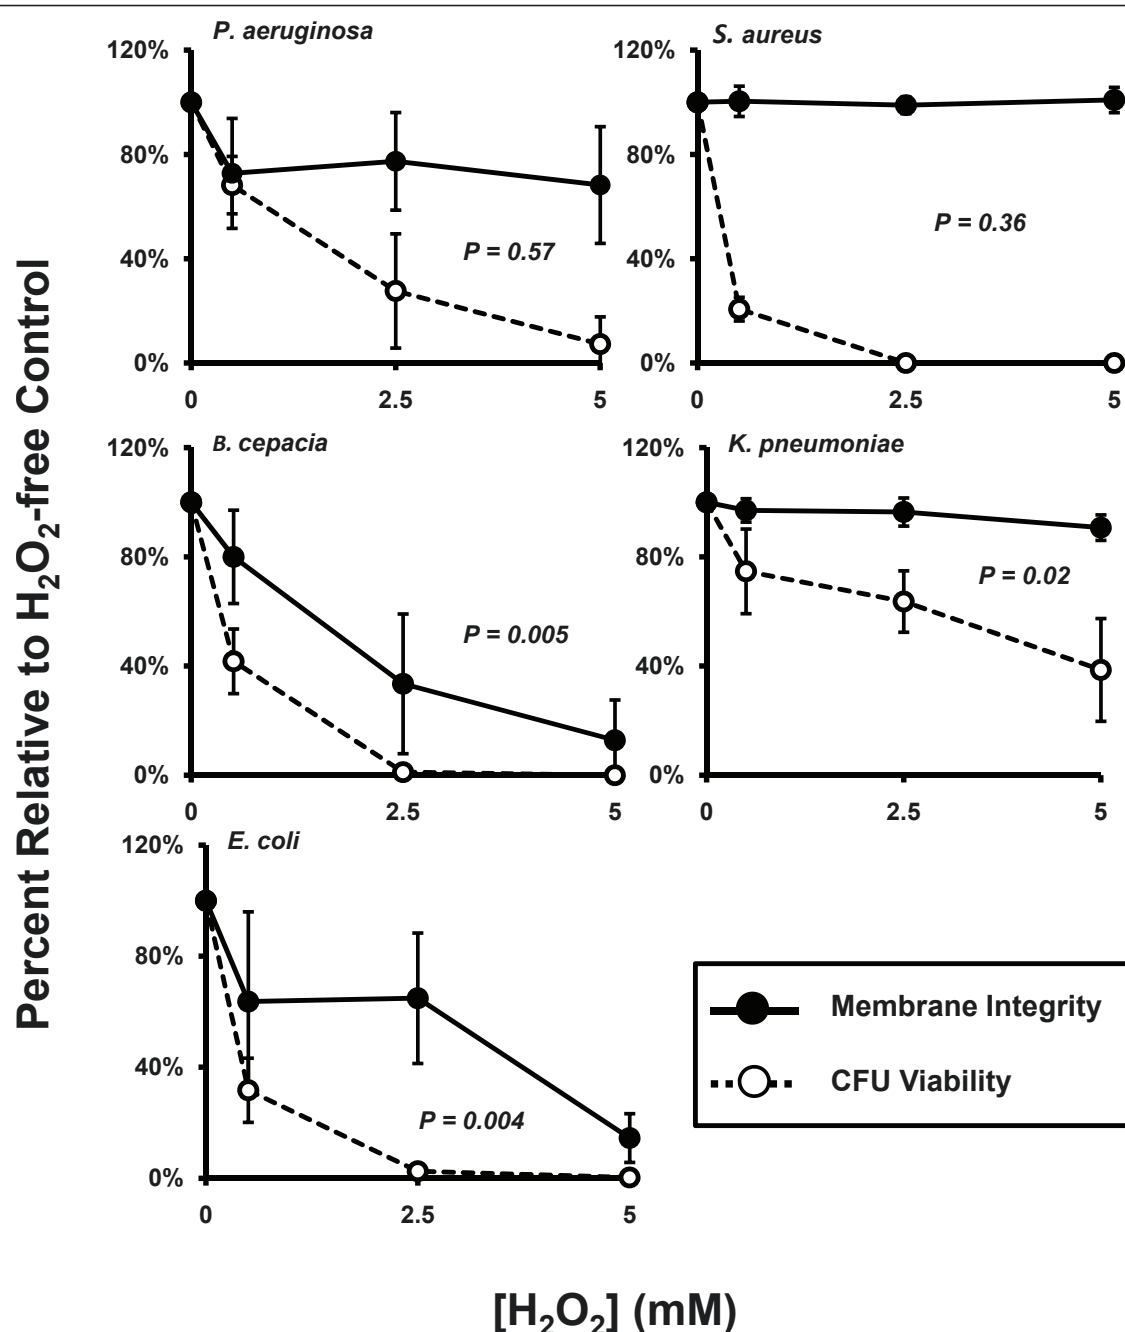 Percent Relative to H₂O₂-free Control
P. aeruginosa
120%
80%
40%
0%
P = 0.57
0 2.5 5
S. aureus
120%
80%
40%
0%
P = 0.36
0 2.5 5
B. cepacia
120%
80%
40%
0%
P = 0.005
0 2.5 5
K. pneumoniae
120%
80%
40%
0%
P = 0.02
0 2.5 5
E. coli
120%
80%
40%
0%
P = 0.004
0 2.5 5
Membrane Integrity
CFU Viability
[H₂O₂] (mM)